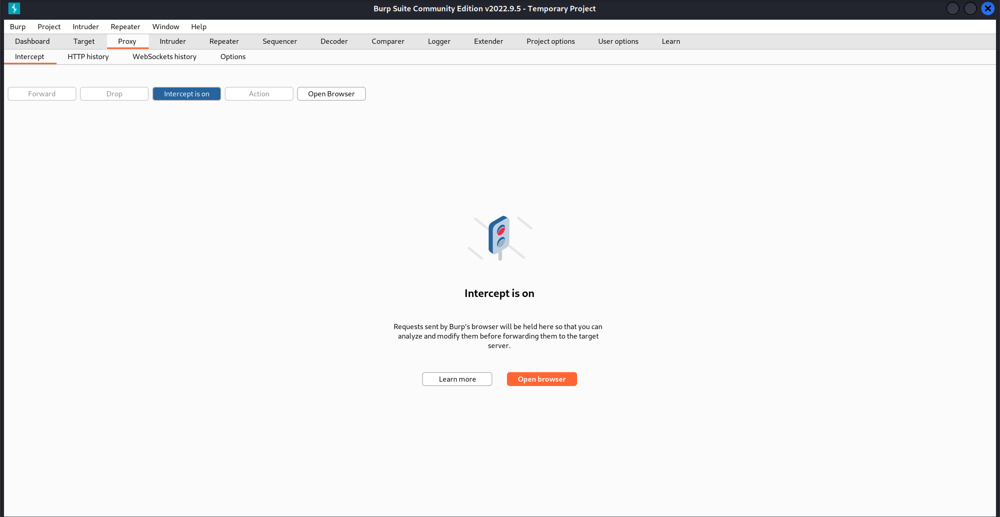 Burp Suite Community Edition v2022.9.5 - Temporary Project
Burp Project Intruder Repeater Window Help
Dashboard Target Proxy Intruder Repeater Sequencer Decoder Comparer Logger Extender Project options User options Learn
Intercept HTTP history WebSockets history Options
Forward Drop Intercept is on Action Open Browser
Intercept is on
Requests sent by Burp's browser will be held here so that you can
analyze and modify them before forwarding them to the target
server.
Learn more Open browser